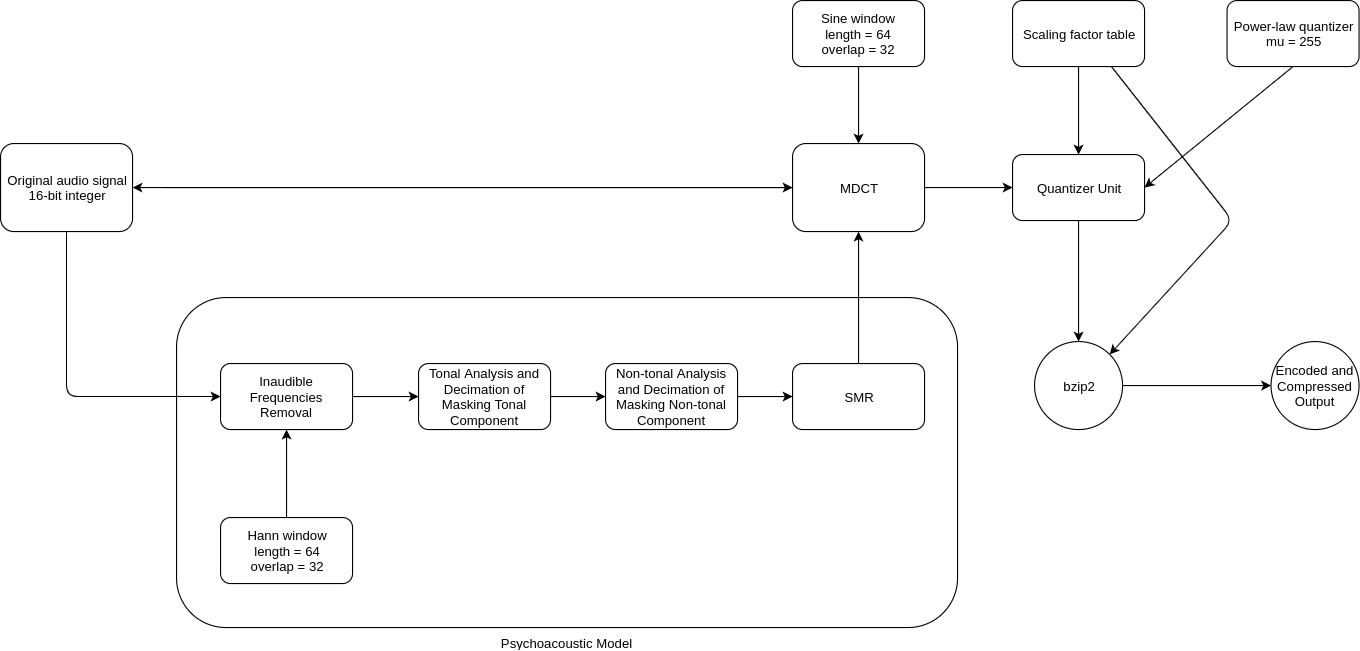 Sine window
length = 64
overlap = 32
Scaling factor table
Power-law quantizer
mu = 255
Original audio signal
16-bit integer
MDCT
Quantizer Unit
Inaudible
Frequencies
Removal
Tonal Analysis and
Decimation of
Masking Tonal
Component
Non-tonal Analysis
and Decimation of
Masking Non-tonal
Component
SMR
bzip2
Encoded and
Compressed
Output
Hann window
length = 64
overlap = 32
Psychoacoustic Model